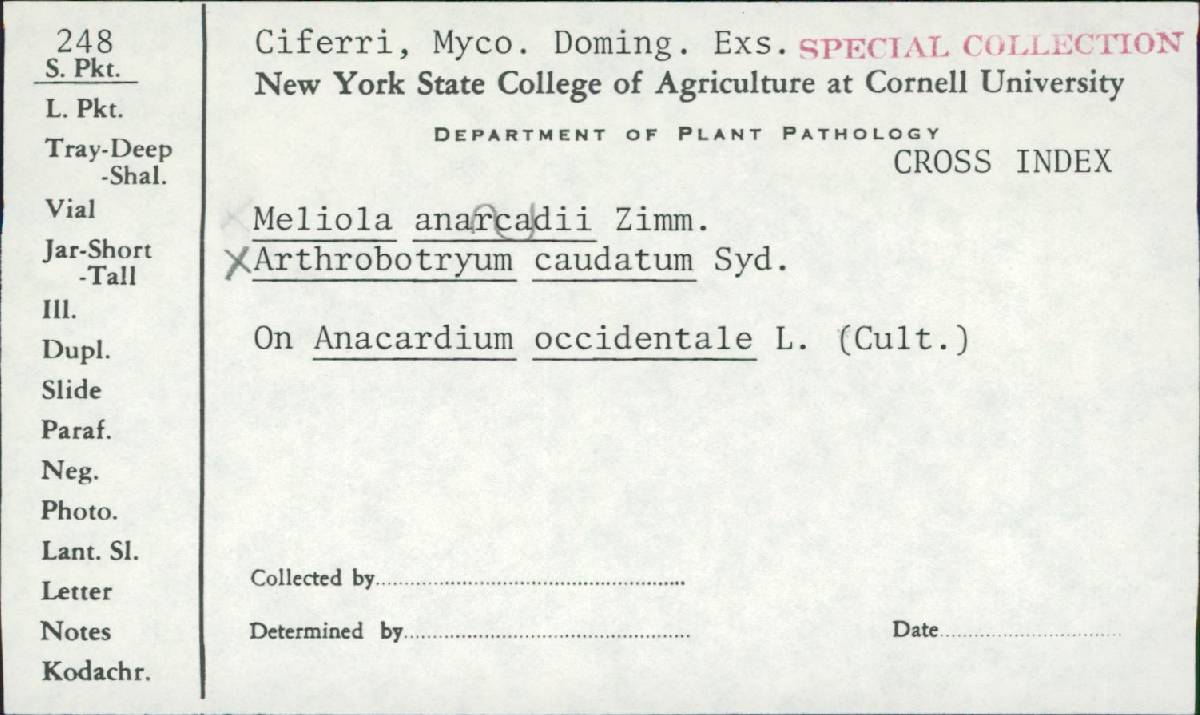 248
S. Pkt.
L. Pkt.
Tray-Deep
-Shal.
Vial
Jar-Short
-Tall
Ill.
Dupl.
Slide
Paraf.
Neg.
Photo.
Lant. Sl.
Letter
Notes
Kodachr.
Ciferri, Myco. Doming. Exs. SPECIAL COLLECTION
New York State College of Agriculture at Cornell University
DEPARTMENT OF PLANT PATHOLOGY
CROSS INDEX
Meliola anarcadii Zimm.
X Arthrobotryum caudatum Syd.
On Anacardium occidentale L. (Cult.)
Collected by
Determined by
Date